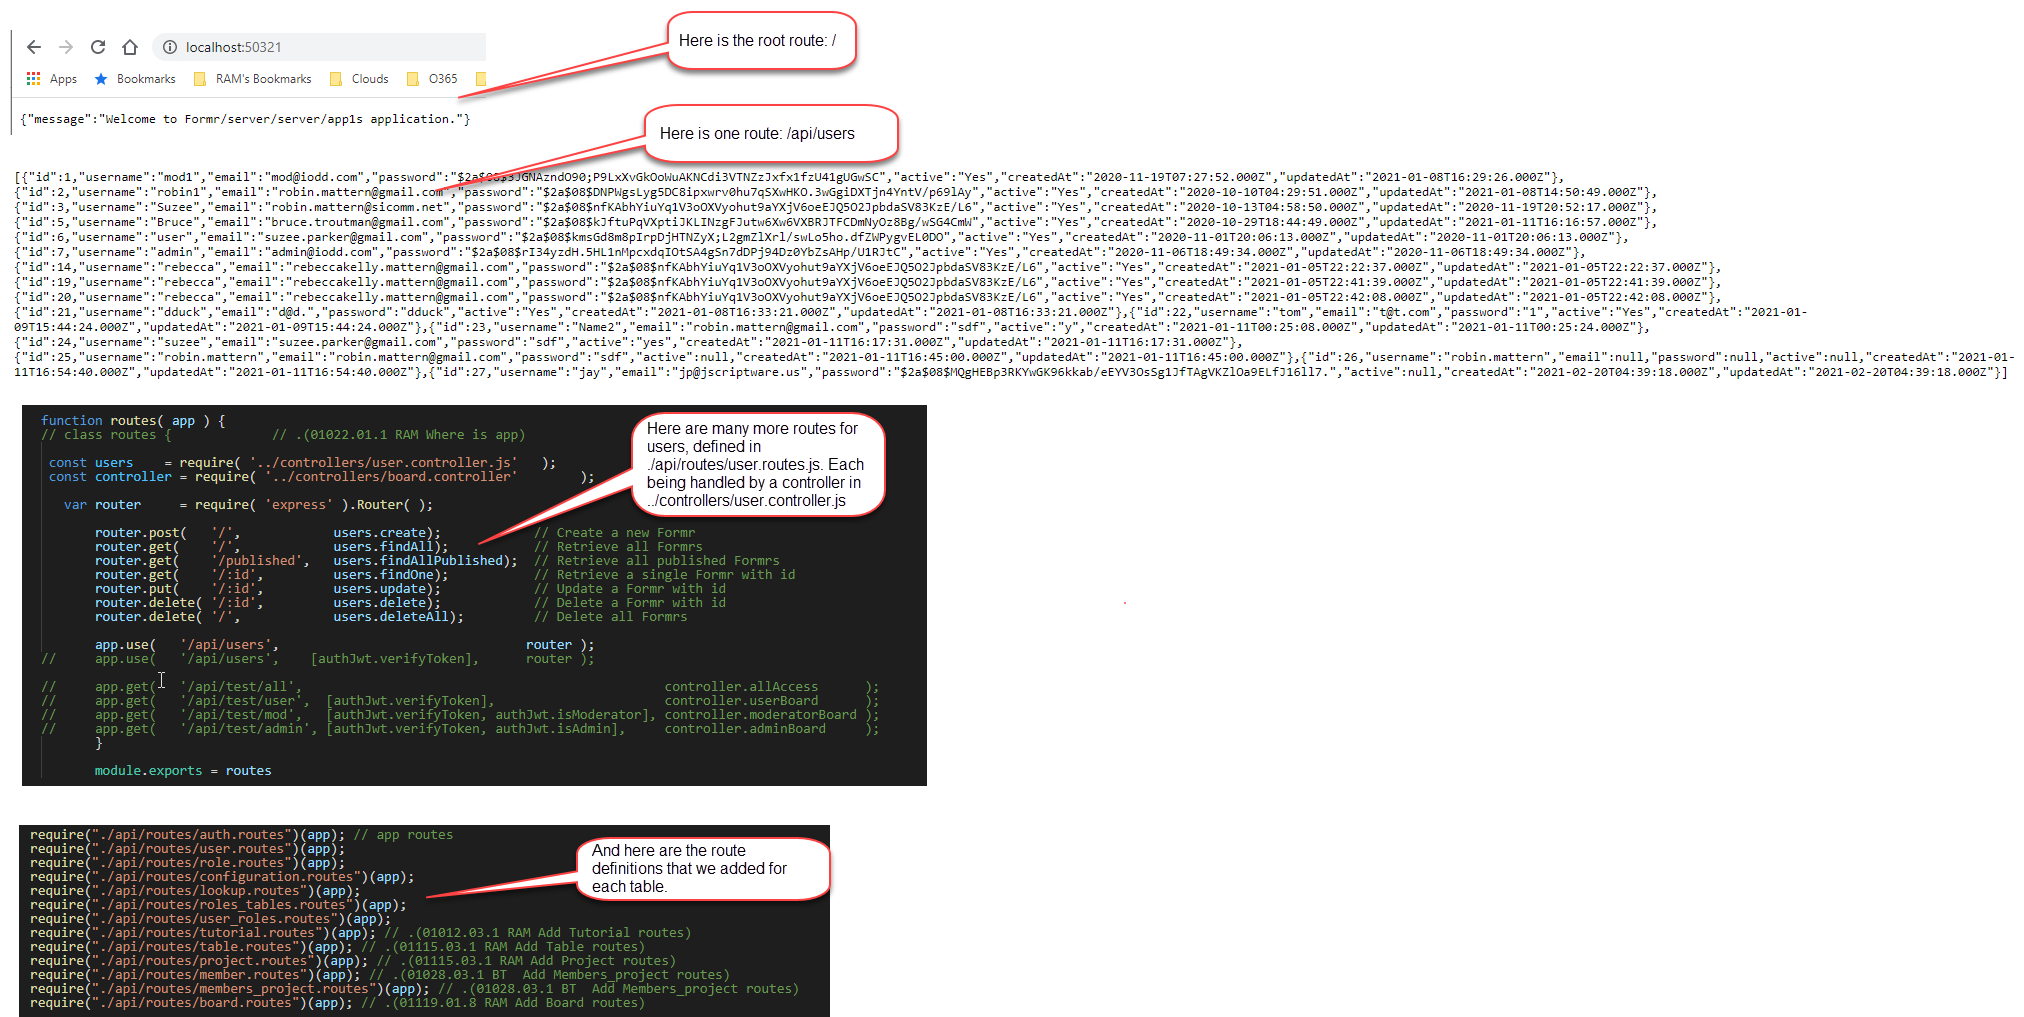 localhost:50321
Here is the root route: /
Apps Bookmarks RAM's Bookmarks Clouds O365
{"message":"Welcome to Formr/server/server/app1s application."}
Here is one route: /api/users
[{"id":1,"username":"mod1","email":"mod@iodd.com","password":"$2a$08$3JGNAzndO90;P9LxXvGkOoWuAKNCdi3VTNZzJxfx1fzU41gUGwSC","active":"Yes","createdAt":"2020-11-19T07:27:52.000Z","updatedAt":"2021-01-08T16:29:26.000Z"},
{"id":2,"username":"robin1","email":"robin.mattern@gmail.com","password":"$2a$08$DNPWgsLyg5DC8ipxwrv0hu7qSXwHKO.3wGgiDXTjn4YntV/p69lAy","active":"Yes","createdAt":"2020-10-10T04:29:51.000Z","updatedAt":"2021-01-08T14:50:49.000Z"},
{"id":3,"username":"Suzee","email":"robin.mattern@sicomm.net","password":"$2a$08$nfKAbhYiuYq1V3oOXVyohut9aYXjV6oeEJQ5O2JpbdaSV83KzE/L6","active":"Yes","createdAt":"2020-10-13T04:58:50.000Z","updatedAt":"2020-11-19T20:52:17.000Z"},
{"id":5,"username":"Bruce","email":"bruce.troutman@gmail.com","password":"$2a$08$kJftuPqVXptiJKLINzgFJutw6Xw6VXBRJTFCDmNyOz8Bg/wSG4CmW","active":"Yes","createdAt":"2020-10-29T18:44:49.000Z","updatedAt":"2021-01-11T16:16:57.000Z"},
{"id":6,"username":"user","email":"suzee.parker@gmail.com","password":"$2a$08$kmsGd8m8pIrpDjHTNZyX;L2gmZlXrl/swLo5ho.dfZWPygvEL0DO","active":"Yes","createdAt":"2020-11-01T20:06:13.000Z","updatedAt":"2020-11-01T20:06:13.000Z"},
{"id":7,"username":"admin","email":"admin@iodd.com","password":"$2a$08$rI34yzdH.5HL1nMpcxdqIOtSA4gSn7dDPj94Dz0YbZsAHp/U1RJtC","active":"Yes","createdAt":"2020-11-06T18:49:34.000Z","updatedAt":"2020-11-06T18:49:34.000Z"},
{"id":14,"username":"rebecca","email":"rebeccakelly.mattern@gmail.com","password":"$2a$08$nfKAbhYiuYq1V3oOXVyohut9aYXjV6oeEJQ5O2JpbdaSV83KzE/L6","active":"Yes","createdAt":"2021-01-05T22:22:37.000Z","updatedAt":"2021-01-05T22:22:37.000Z"},
{"id":19,"username":"rebecca","email":"rebeccakelly.mattern@gmail.com","password":"$2a$08$nfKAbhYiuYq1V3oOXVyohut9aYXjV6oeEJQ5O2JpbdaSV83KzE/L6","active":"Yes","createdAt":"2021-01-05T22:41:39.000Z","updatedAt":"2021-01-05T22:41:39.000Z"},
{"id":20,"username":"rebecca","email":"rebeccakelly.mattern@gmail.com","password":"$2a$08$nfKAbhYiuYq1V3oOXVyohut9aYXjV6oeEJQ5O2JpbdaSV83KzE/L6","active":"Yes","createdAt":"2021-01-05T22:42:08.000Z","updatedAt":"2021-01-05T22:42:08.000Z"},
{"id":21,"username":"dduck","email":"d@d.","password":"dduck","active":"Yes","createdAt":"2021-01-08T16:33:21.000Z","updatedAt":"2021-01-08T16:33:21.000Z"},{"id":22,"username":"tom","email":"t@t.com","password":"1","active":"Yes","createdAt":"2021-01-
09T15:44:24.000Z","updatedAt":"2021-01-09T15:44:24.000Z"},{"id":23,"username":"Name2","email":"robin.mattern@gmail.com","password":"sdf","active":"y","createdAt":"2021-01-11T00:25:08.000Z","updatedAt":"2021-01-11T00:25:24.000Z"},
{"id":24,"username":"suzee","email":"suzee.parker@gmail.com","password":"sdf","active":"yes","createdAt":"2021-01-11T16:17:31.000Z","updatedAt":"2021-01-11T16:17:31.000Z"},
{"id":25,"username":"robin.mattern","email":"robin.mattern@gmail.com","password":"sdf","active":null,"createdAt":"2021-01-11T16:45:00.000Z","updatedAt":"2021-01-11T16:45:00.000Z"},{"id":26,"username":"robin.mattern","email":null,"password":null,"active":null,"createdAt":"2021-01-
11T16:54:40.000Z","updatedAt":"2021-01-11T16:54:40.000Z"},{"id":27,"username":"jay","email":"jp@jscriptware.us","password":"$2a$08$MQgHEBp3RKYwGK96kkab/eEYV3OsSg1JfTAgVKZlOa9ELfJ16ll7.","active":null,"createdAt":"2021-02-20T04:39:18.000Z","updatedAt":"2021-02-20T04:39:18.000Z"}]
function routes( app ) {
// class routes { // .(01022.01.1 RAM Where is app)
const users = require( '../controllers/user.controller.js' );
const controller = require( '../controllers/board.controller' );
var router = require( 'express' ).Router( );
router.post( '/', users.create); // Create a new Formr
router.get( '/', users.findAll); // Retrieve all Formrs
router.get( '/published', users.findAllPublished); // Retrieve all published Formrs
router.get( '/:id', users.findOne); // Retrieve a single Formr with id
router.put( '/:id', users.update); // Update a Formr with id
router.delete( '/:id', users.delete); // Delete a Formr with id
router.delete( '/', users.deleteAll); // Delete all Formrs
app.use( '/api/users', router );
// app.use( '/api/users', [authJwt.verifyToken], router );
// app.get( '/api/test/all', controller.allAccess );
// app.get( '/api/test/user', [authJwt.verifyToken], controller.userBoard );
// app.get( '/api/test/mod', [authJwt.verifyToken, authJwt.isModerator], controller.moderatorBoard );
// app.get( '/api/test/admin', [authJwt.verifyToken, authJwt.isAdmin], controller.adminBoard );
}
module.exports = routes
Here are many more routes for
users, defined in
./api/routes/user.routes.js. Each
being handled by a controller in
../controllers/user.controller.js
require("./api/routes/auth.routes")(app); // app routes
require("./api/routes/user.routes")(app);
require("./api/routes/role.routes")(app);
require("./api/routes/configuration.routes")(app);
require("./api/routes/lookup.routes")(app);
require("./api/routes/roles_tables.routes")(app);
require("./api/routes/user_roles.routes")(app);
require("./api/routes/tutorial.routes")(app); // .(01012.03.1 RAM Add Tutorial routes)
require("./api/routes/table.routes")(app); // .(01115.03.1 RAM Add Table routes)
require("./api/routes/project.routes")(app); // .(01115.03.1 RAM Add Project routes)
require("./api/routes/member.routes")(app); // .(01028.03.1 BT Add Members_project routes)
require("./api/routes/members_project.routes")(app); // .(01028.03.1 BT Add Members_project routes)
require("./api/routes/board.routes")(app); // .(01119.01.8 RAM Add Board routes)
And here are the route
definitions that we added for
each table.